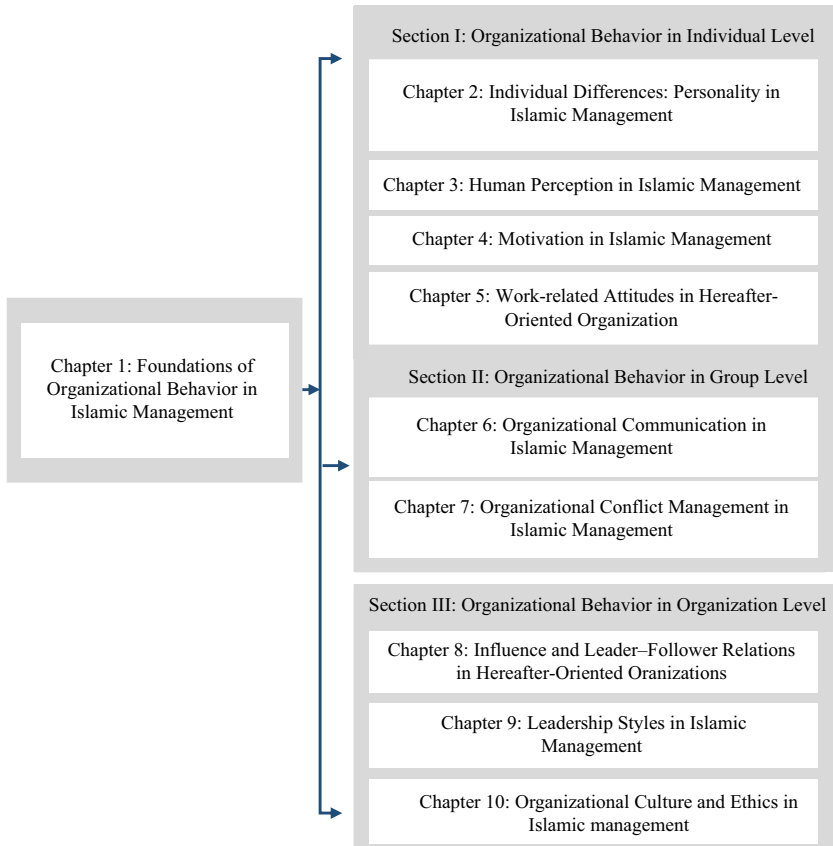 Section I: Organizational Behavior in Individual Level
Chapter 2: Individual Differences: Personality in
Islamic Management
Chapter 3: Human Perception in Islamic Management
Chapter 4: Motivation in Islamic Management
Chapter 5: Work-related Attitudes in Hereafter-
Oriented Organization
Chapter 1: Foundations of
Organizational Behavior in
Islamic Management
Section II: Organizational Behavior in Group Level
Chapter 6: Organizational Communication in
Islamic Management
Chapter 7: Organizational Conflict Management in
Islamic Management
Section III: Organizational Behavior in Organization Level
Chapter 8: Influence and Leader–Follower Relations
in Hereafter-Oriented Oranizations
Chapter 9: Leadership Styles in Islamic
Management
Chapter 10: Organizational Culture and Ethics in
Islamic management